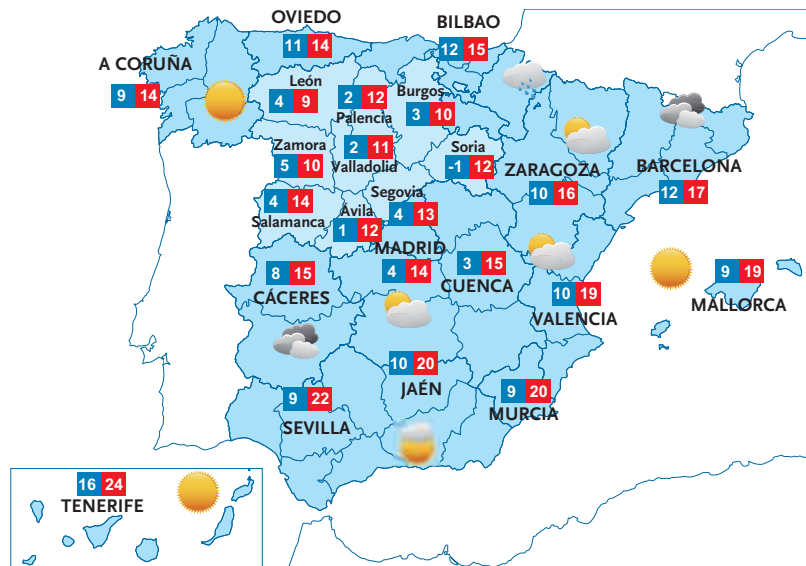 OVIEDO
11 14
BILBAO
12 15
A CORUÑA
9 14
León
4 9
2 12
Palencia
Burgos
3 10
Zamora
5 10
2 11
Valladolid
Soria
-1 12
ZARAGOZA
10 16
BARCELONA
12 17
4 14
Salamanca
Ávila
1 12
Segovia
4 13
MADRID
4 14
3 15
CUENCA
8 15
CÁCERES
10 19
VALENCIA
9 19
MALLORCA
10 20
JAÉN
9 22
SEVILLA
9 20
MURCIA
16 24
TENERIFE